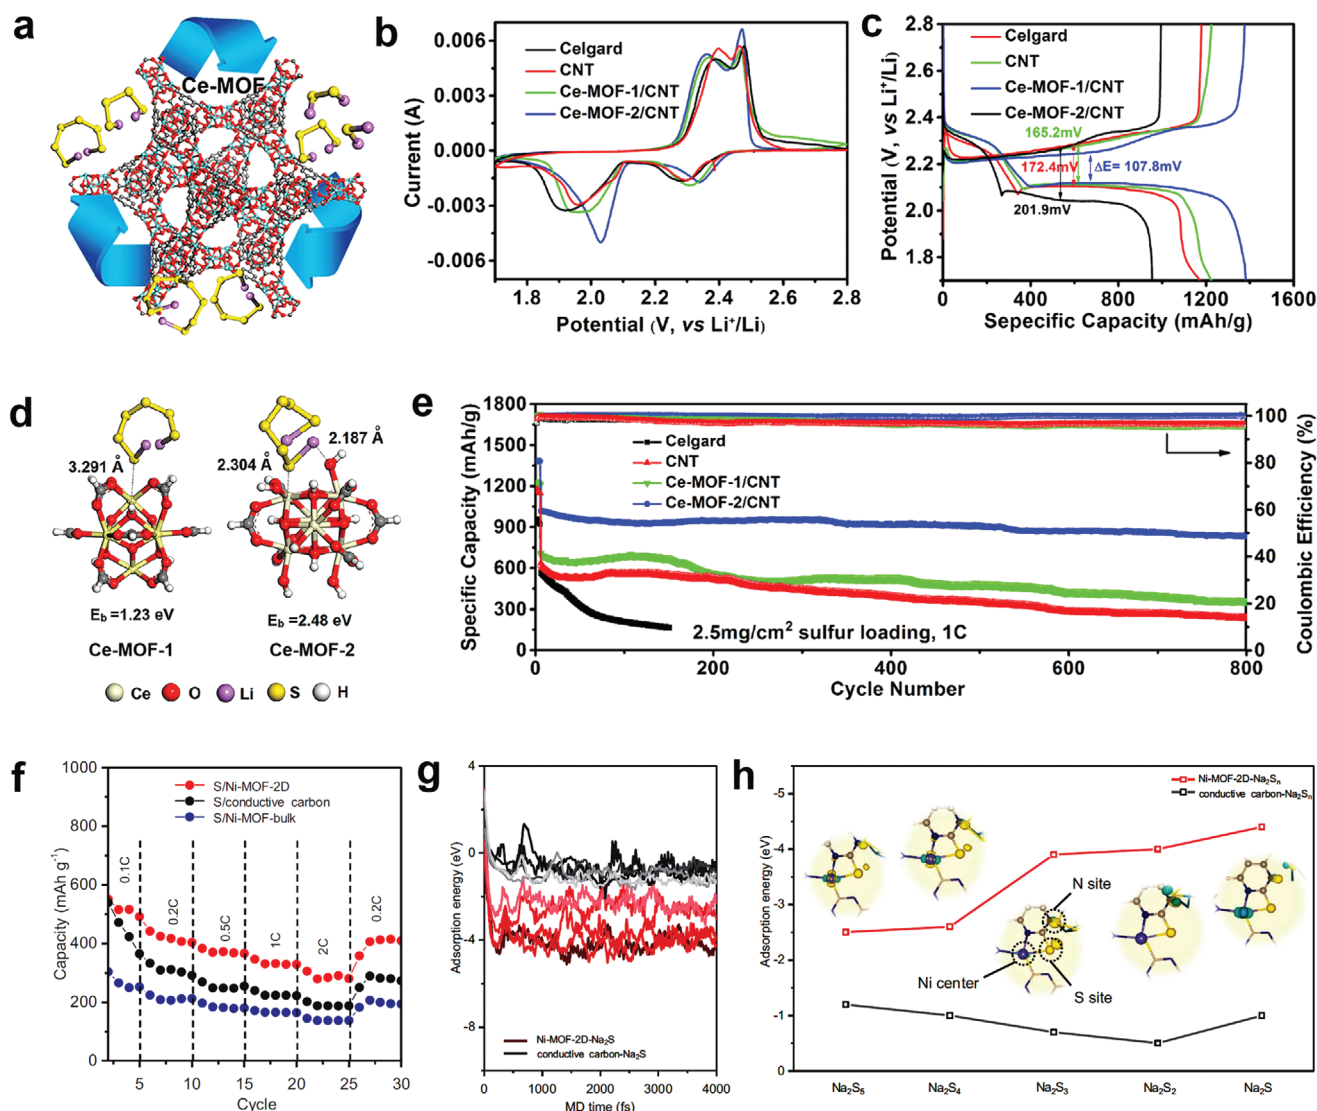 a
Ce-MOF
b
Celgard
CNT
Ce-MOF-1/CNT
Ce-MOF-2/CNT
Current (A)
0.006
0.003
0.000
-0.003
-0.006
2.0 2.2 2.4 2.6 2.8
Potential (V, vs Li⁺/Li)
c
Celgard
CNT
Ce-MOF-1/CNT
Ce-MOF-2/CNT
165.2mV
172.4mV
ΔE= 107.8mV
201.9mV
Potential (V, vs Li⁺/Li)
2.8
2.6
2.4
2.2
2.0
1.8
0 400 800 1200 1600
Sepecific Capacity (mAh/g)
d
3.291 Å
2.304 Å
2.187 Å
E_b =1.23 eV
E_b =2.48 eV
Ce-MOF-1
Ce-MOF-2
Ce O Li S H
e
Celgard
CNT
Ce-MOF-1/CNT
Ce-MOF-2/CNT
2.5mg/cm² sulfur loading, 1C
Specific Capacity (mAh/g)
1800
1500
1200
900
600
300
0
Coulombic Efficiency (%)
100
80
60
40
20
0
0 200 400 600 800
Cycle Number
f
S/Ni-MOF-2D
S/conductive carbon
S/Ni-MOF-bulk
0.1C
0.2C
0.5C
1C
2C
0.2C
Capacity (mAh g⁻¹)
1000
800
600
400
200
0
5 10 15 20 25 30
Cycle
g
Adsorption energy (eV)
4
0
-4
-8
Ni-MOF-2D-Na₂S
conductive carbon-Na₂S
0 1000 2000 3000 4000
MD time (fs)
h
Ni-MOF-2D-Na₂Sₙ
conductive carbon-Na₂Sₙ
Adsorption energy (eV)
-5
-4
-3
-2
-1
0
N site
Ni center
S site
Na₂S₅ Na₂S₄ Na₂S₃ Na₂S₂ Na₂S